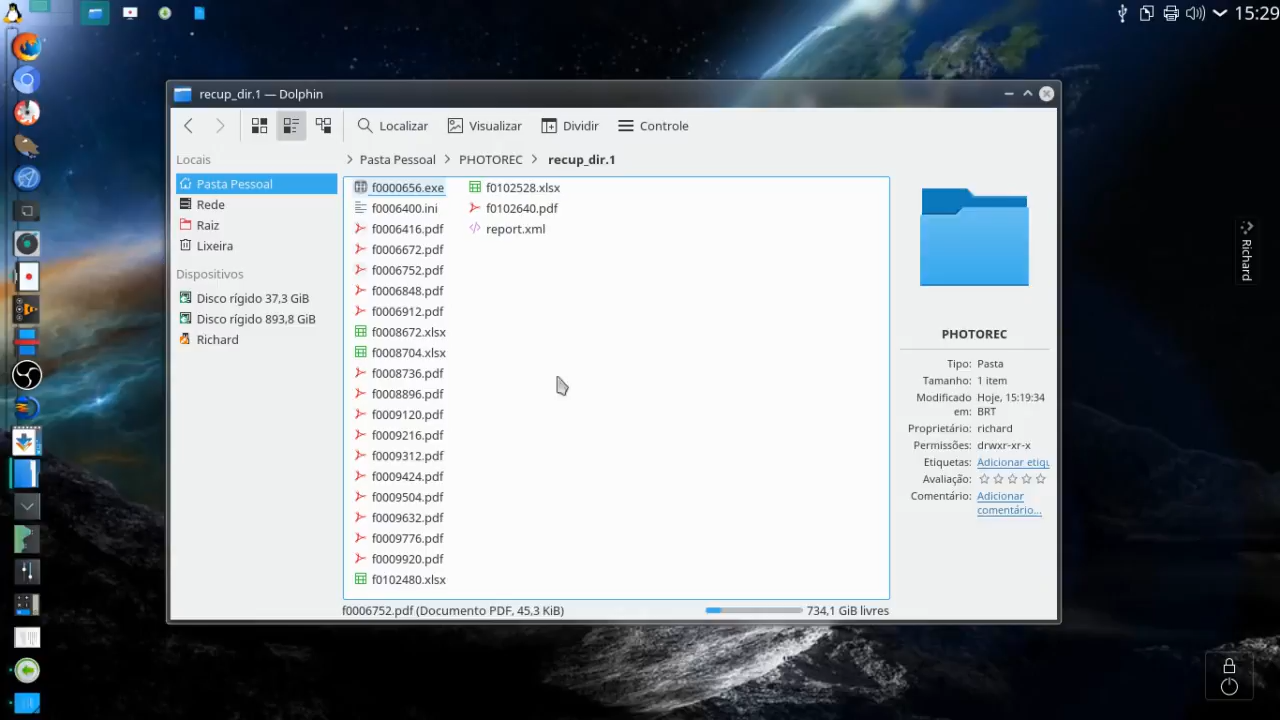 15:29
recup_dir.1 — Dolphin
Localizar Visualizar Dividir Controle
Locais
Pasta Pessoal
Rede
Raiz
Lixeira
Dispositivos
Disco rígido 37,3 GiB
Disco rígido 893,8 GiB
Richard
Pasta Pessoal PHOTOREC recup_dir.1
f0000656.exe
f0006400.ini
f0006416.pdf
f0006672.pdf
f0006752.pdf
f0006848.pdf
f0006912.pdf
f0008672.xlsx
f0008704.xlsx
f0008736.pdf
f0008896.pdf
f0009120.pdf
f0009216.pdf
f0009312.pdf
f0009424.pdf
f0009504.pdf
f0009632.pdf
f0009776.pdf
f0009920.pdf
f0102480.xlsx
f0102528.xlsx
f0102640.pdf
report.xml
PHOTOREC
Tipo: Pasta
Tamanho: 1 item
Modificado Hoje, 15:19:34
em: BRT
Proprietário: richard
Permissões: drwxr-xr-x
Etiquetas: Adicionar etiqu
Avaliação:
Comentário: Adicionar
comentário...
f0006752.pdf (Documento PDF, 45,3 KiB)
734,1 GiB livres
Richard